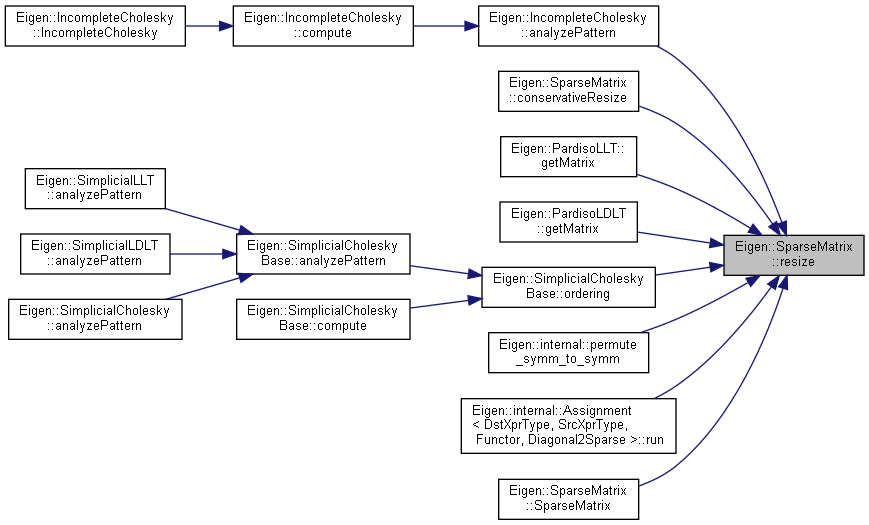 Eigen::IncompleteCholesky
::IncompleteCholesky
Eigen::IncompleteCholesky
::compute
Eigen::IncompleteCholesky
::analyzePattern
Eigen::SparseMatrix
::conservativeResize
Eigen::PardisoLLT::
getMatrix
Eigen::SimplicialLLT
::analyzePattern
Eigen::PardisoLDLT
::getMatrix
Eigen::SimplicialLDLT
::analyzePattern
Eigen::SimplicialCholesky
Base::analyzePattern
Eigen::SparseMatrix
::resize
Eigen::SimplicialCholesky
Base::ordering
Eigen::SimplicialCholesky
::analyzePattern
Eigen::SimplicialCholesky
Base::compute
Eigen::internal::permute
_symm_to_symm
Eigen::internal::Assignment
< DstXprType, SrcXprType,
Functor, Diagonal2Sparse >::run
Eigen::SparseMatrix
::SparseMatrix